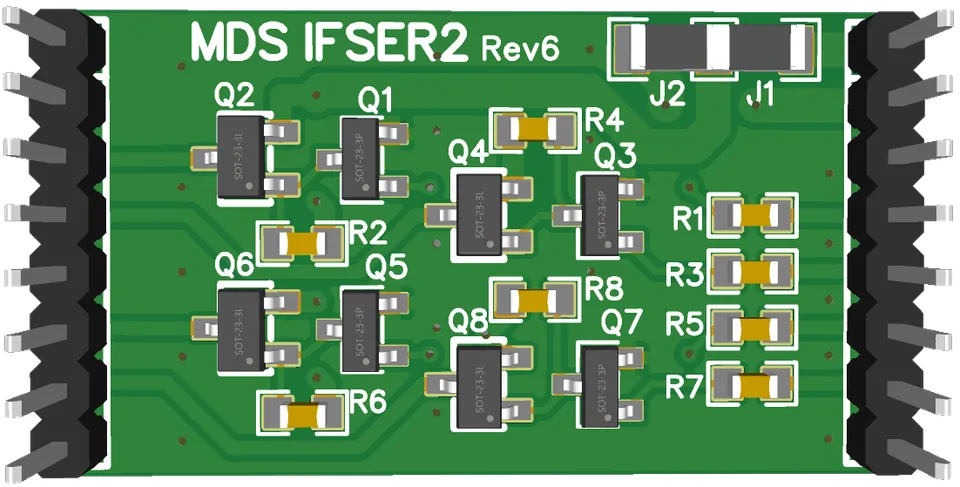 MDS IFSER2 Rev6
J2 J1
Q2 Q1
R4
Q4 Q3
SOT-23-3L SOT-23-3P
SOT-23-3L SOT-23-3P
R1
R2
Q6 Q5
R3
R8
Q8 Q7
R5
SOT-23-3L SOT-23-3P
SOT-23-3L SOT-23-3P
R7
R6